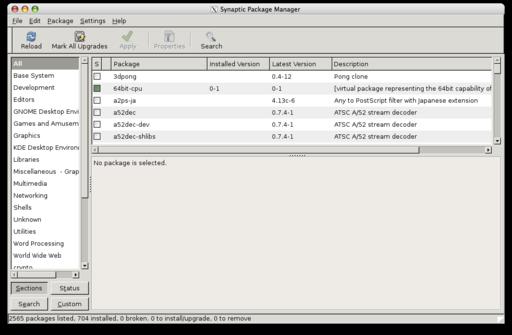 Synaptic Package Manager
File Edit Package Settings Help
Reload Mark All Upgrades Apply Properties Search
All
Base System
Development
Editors
GNOME Desktop Envi
Games and Amusem
Graphics
KDE Desktop Environ
Libraries
Miscellaneous - Grap
Multimedia
Networking
Shells
Unknown
Utilities
Word Processing
World Wide Web
crypto
Sections Status
Search Custom
S Package Installed Version Latest Version Description
3dpong 0.4-12 Pong clone
64bit-cpu 0-1 0-1 [virtual package representing the 64bit capability of
a2ps-ja 4.13c-6 Any to PostScript filter with Japanese extension
a52dec 0.7.4-1 ATSC A/52 stream decoder
a52dec-dev 0.7.4-1 ATSC A/52 stream decoder
a52dec-shlibs 0.7.4-1 ATSC A/52 stream decoder
No package is selected.
2565 packages listed, 704 installed, 0 broken. 0 to install/upgrade, 0 to remove